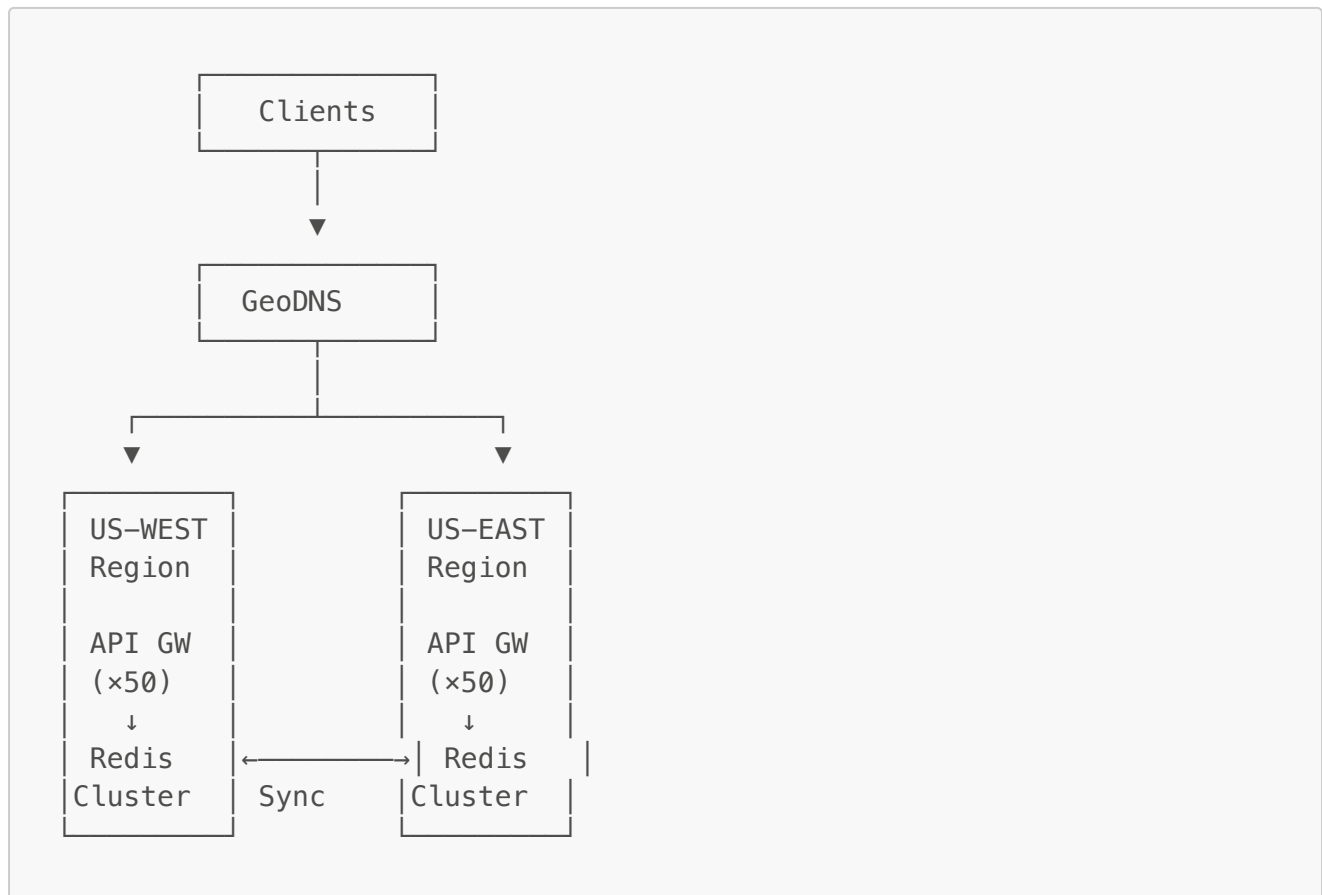 Clients
GeoDNS
US-WEST US-EAST
Region Region
API GW API GW
(×50) (×50)
↓ ↓
Redis ←────────→ Redis
Cluster Sync Cluster